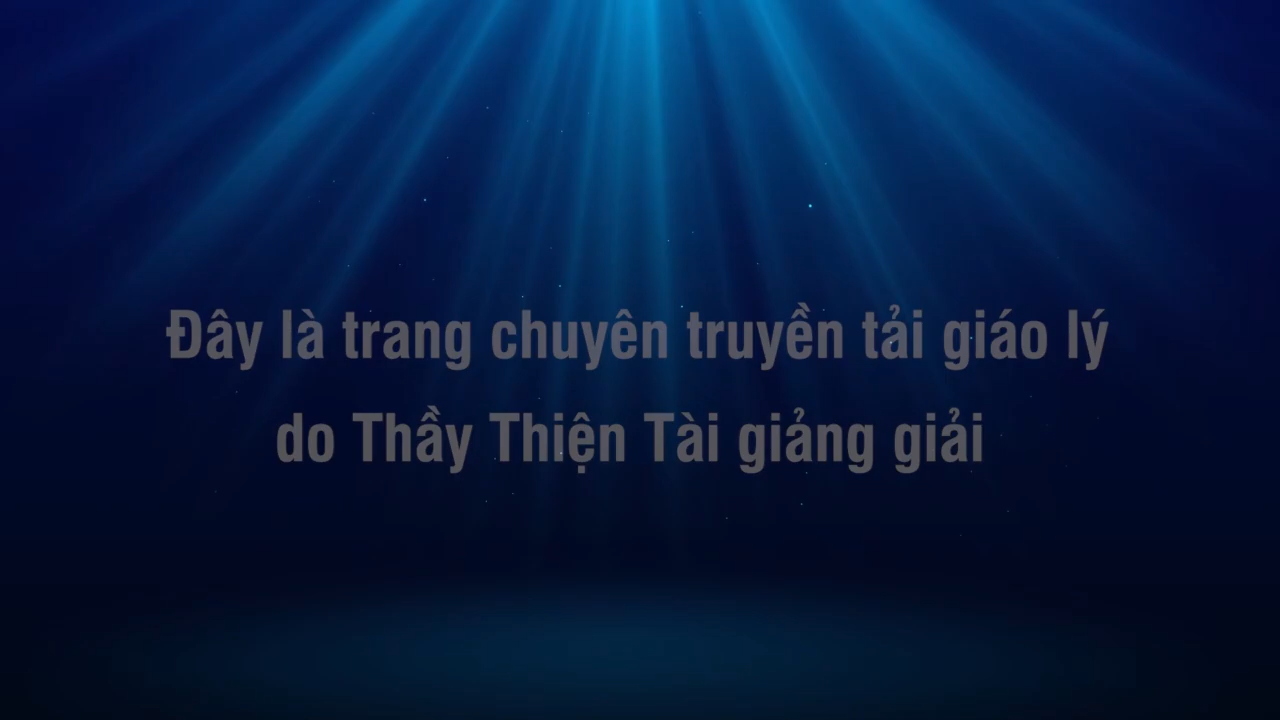 Đây là trang chuyên truyền tải giáo lý
do Thầy Thiện Tài giảng giải